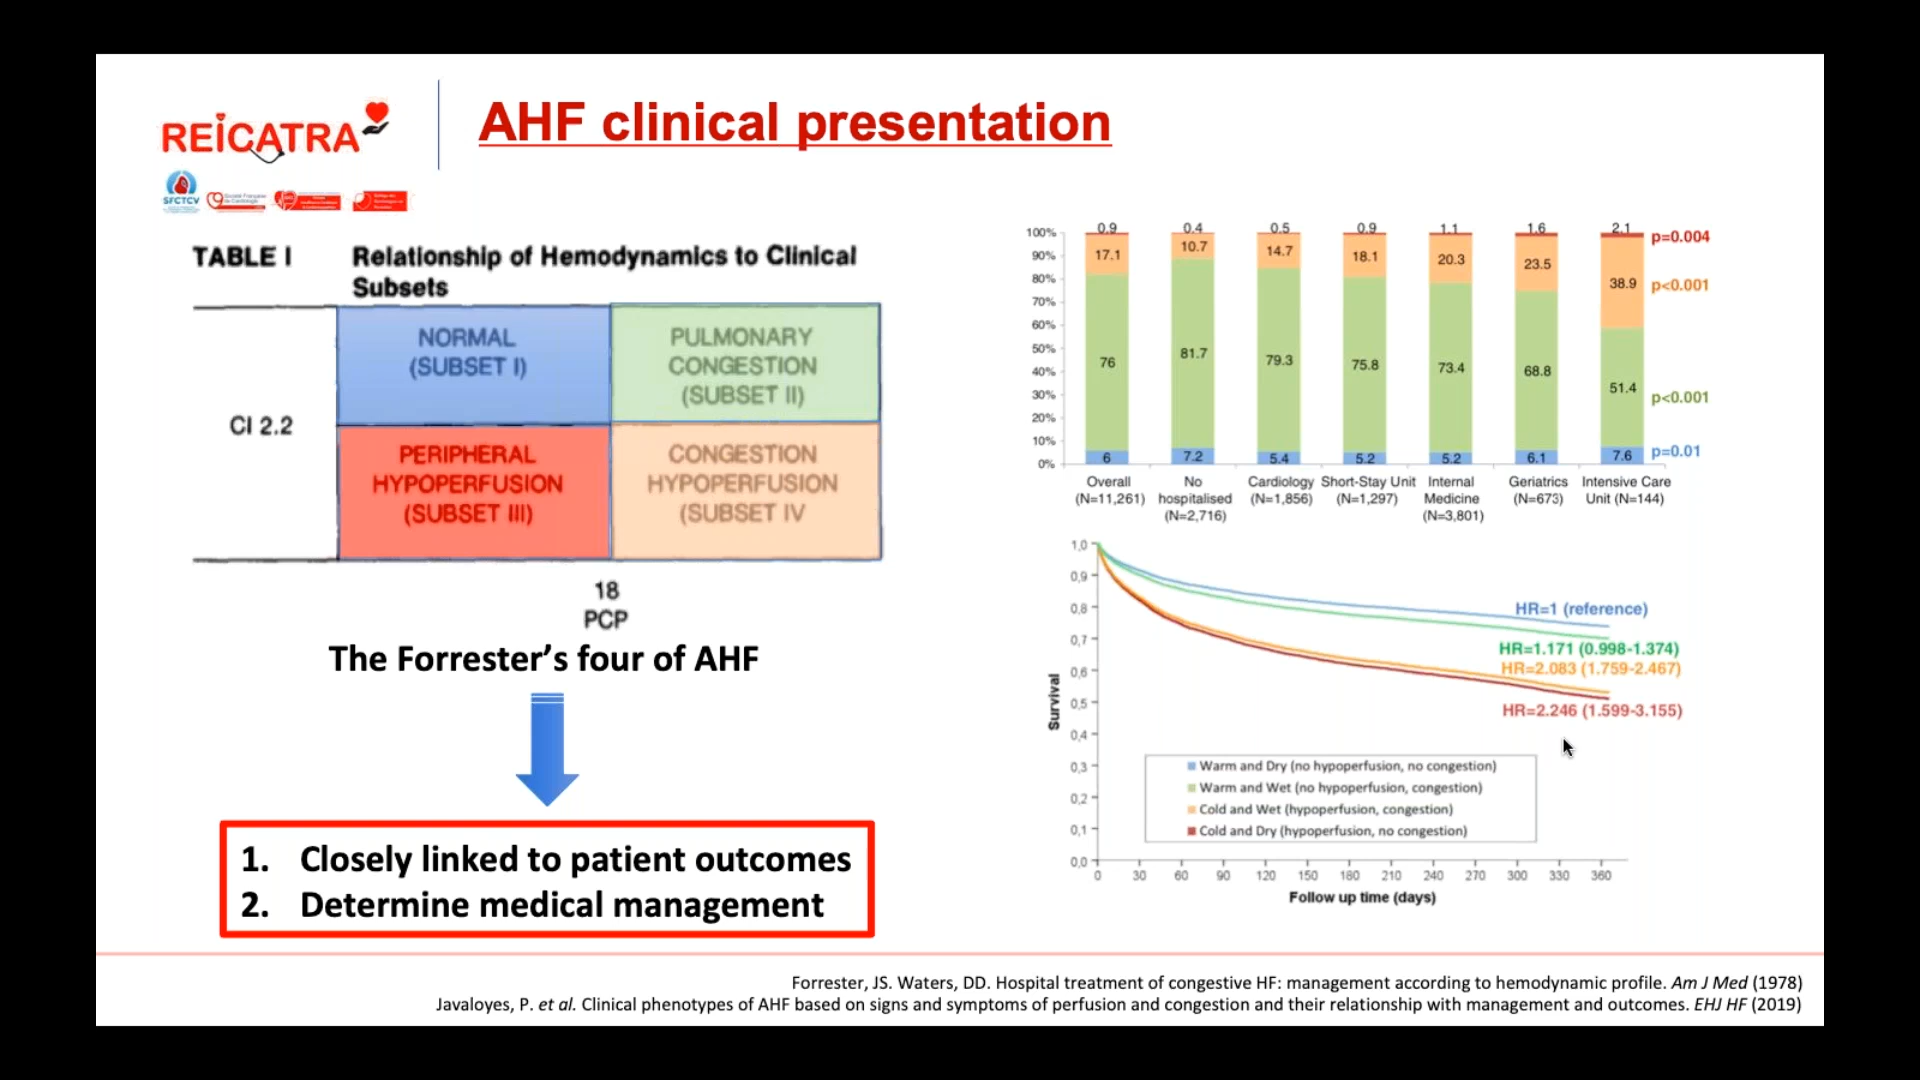 REICATRA
AHF clinical presentation
SFCTCV
TABLE I
Relationship of Hemodynamics to Clinical
Subsets
NORMAL
(SUBSET I)
PULMONARY
CONGESTION
(SUBSET II)
CI 2.2
PERIPHERAL
HYPOPERFUSION
(SUBSET III)
CONGESTION
HYPOPERFUSION
(SUBSET IV
18
PCP
The Forrester's four of AHF
1. Closely linked to patient outcomes
2. Determine medical management
100%
90%
80%
70%
60%
50%
40%
30%
20%
10%
0%
0.9 0.4 0.5 0.9 1.1 1.6 2.1
17.1 10.7 14.7 18.1 20.3 23.5 38.9
76 81.7 79.3 75.8 73.4 68.8 51.4
6 7.2 5.4 5.2 5.2 6.1 7.6
p=0.004
p<0.001
p<0.001
p=0.01
Overall
(N=11,261)
No
hospitalised
(N=2,716)
Cardiology
(N=1,856)
Short-Stay Unit
(N=1,297)
Internal
Medicine
(N=3,801)
Geriatrics
(N=673)
Intensive Care
Unit (N=144)
Survival
1,0
0,9
0,8
0,7
0,6
0,5
0,4
0,3
0,2
0,1
0,0
HR=1 (reference)
HR=1.171 (0.998-1.374)
HR=2.083 (1.759-2.467)
HR=2.246 (1.599-3.155)
Warm and Dry (no hypoperfusion, no congestion)
Warm and Wet (no hypoperfusion, congestion)
Cold and Wet (hypoperfusion, congestion)
Cold and Dry (hypoperfusion, no congestion)
0 30 60 90 120 150 180 210 240 270 300 330 360
Follow up time (days)
Forrester, JS. Waters, DD. Hospital treatment of congestive HF: management according to hemodynamic profile. Am J Med (1978)
Javaloyes, P. et al. Clinical phenotypes of AHF based on signs and symptoms of perfusion and congestion and their relationship with management and outcomes. EHJ HF (2019)